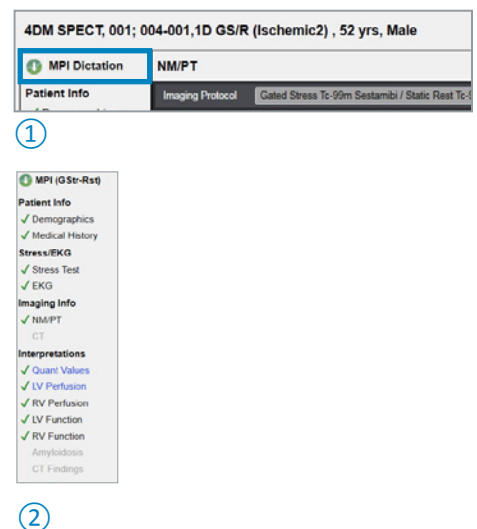 4DM SPECT, 001; 004-001,1D GS/R (Ischemic2) , 52 yrs, Male
MPI Dictation NM/PT
Patient Info Imaging Protocol Gated Stress Tc-99m Sestamibi / Static Rest
1
MPI (GStr-Rst)
Patient Info
✓ Demographics
✓ Medical History
Stress/EKG
✓ Stress Test
✓ EKG
Imaging Info
✓ NM/PT
CT
Interpretations
✓ Quant Values
✓ LV Perfusion
✓ RV Perfusion
✓ LV Function
✓ RV Function
Amyloidosis
CT Findings
2